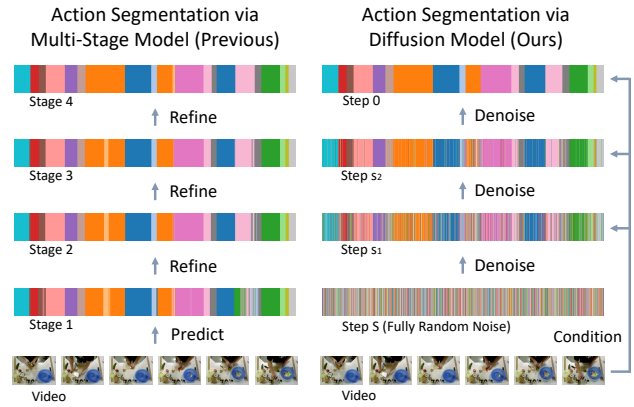 Action Segmentation via
Multi-Stage Model (Previous)
Stage 4
Refine
Stage 3
Refine
Stage 2
Refine
Stage 1
Predict
Video
Action Segmentation via
Diffusion Model (Ours)
Step 0
Denoise
Step s2
Denoise
Step s1
Denoise
Step S (Fully Random Noise)
Condition
Video